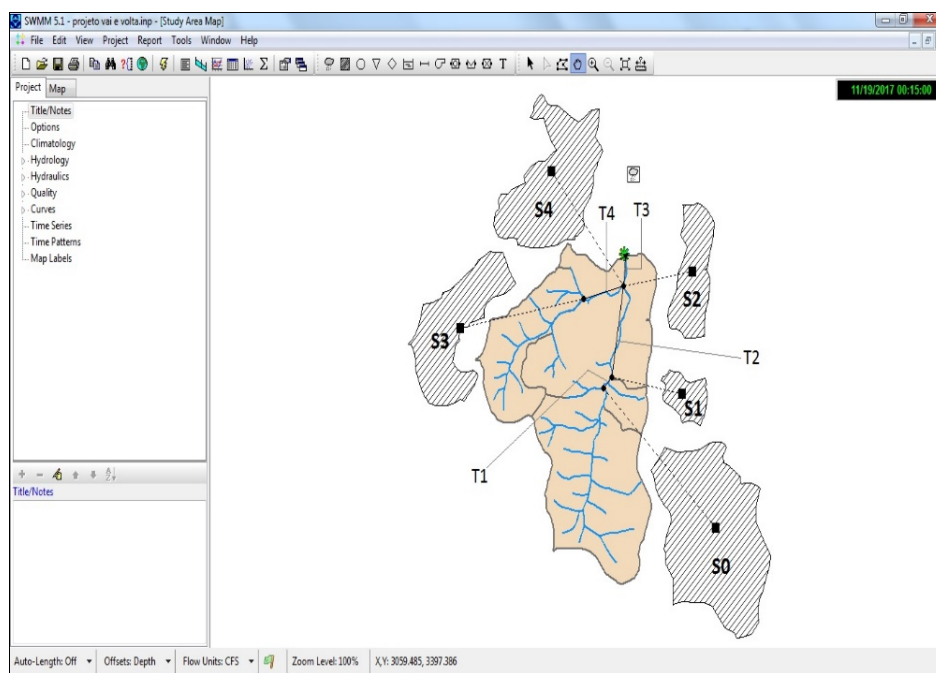 SWMM 5.1 - projeto vai e volta.inp - [Study Area Map]
File Edit View Project Report Tools Window Help
Project Map
11/19/2017 00:15:00
Title/Notes
Options
Climatology
Hydrology
Hydraulics
Quality
Curves
Time Series
Time Patterns
Map Labels
S4
T4
T3
S2
S3
T2
S1
T1
S0
Title/Notes
Auto-Length: Off Offsets: Depth Flow Units: CFS Zoom Level: 100% X,Y: 3059.485, 3397.386